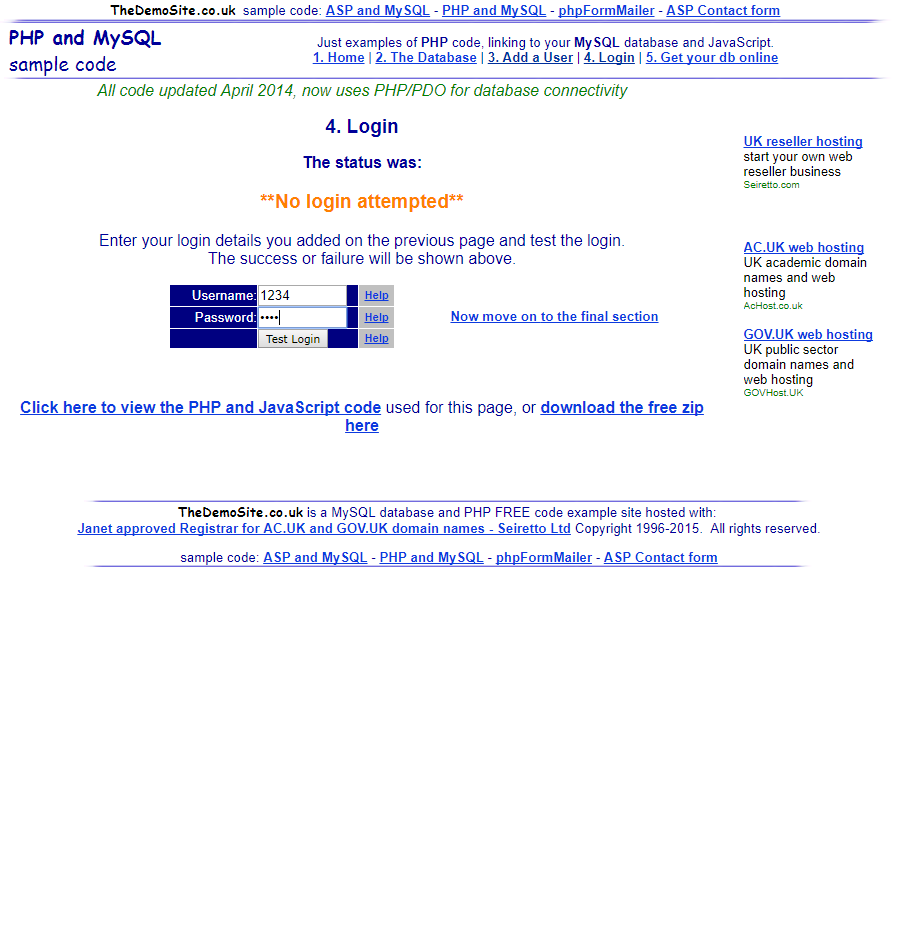 TheDemoSite.co.uk sample code: ASP and MySQL - PHP and MySQL - phpFormMailer - ASP Contact form
PHP and MySQL
sample code
Just examples of PHP code, linking to your MySQL database and JavaScript.
1. Home | 2. The Database | 3. Add a User | 4. Login | 5. Get your db online
All code updated April 2014, now uses PHP/PDO for database connectivity
4. Login
The status was:
**No login attempted**
Enter your login details you added on the previous page and test the login.
The success or failure will be shown above.
Username: 1234 Help
Password: •••• Help
Test Login Help
Now move on to the final section
Click here to view the PHP and JavaScript code used for this page, or download the free zip
here
UK reseller hosting
start your own web
reseller business
Seiretto.com
AC.UK web hosting
UK academic domain
names and web
hosting
AcHost.co.uk
GOV.UK web hosting
UK public sector
domain names and
web hosting
GOVHost.UK
TheDemoSite.co.uk is a MySQL database and PHP FREE code example site hosted with:
Janet approved Registrar for AC.UK and GOV.UK domain names - Seiretto Ltd Copyright 1996-2015. All rights reserved.
sample code: ASP and MySQL - PHP and MySQL - phpFormMailer - ASP Contact form